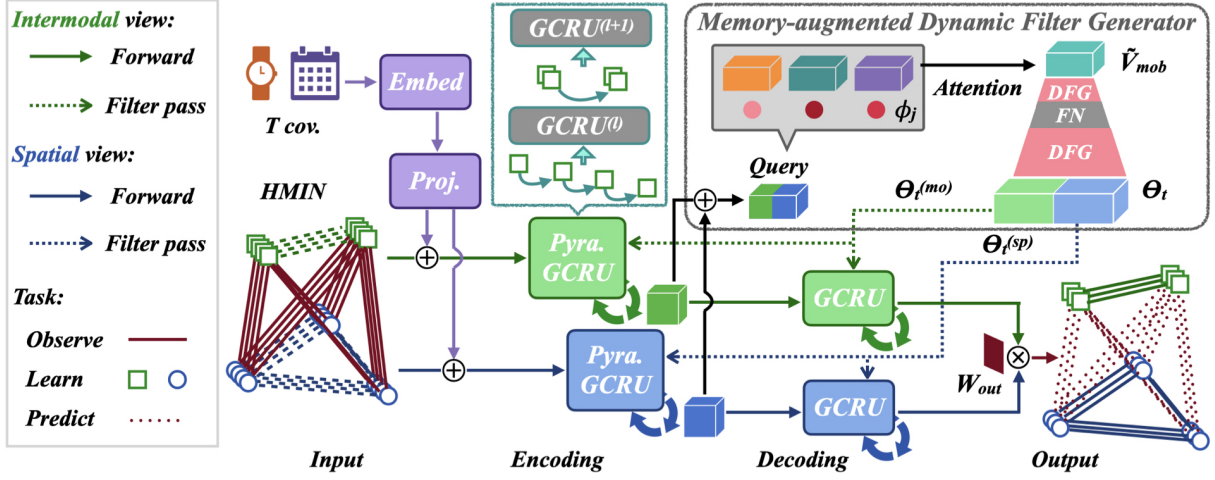 Intermodal view:
Forward
Filter pass
Spatial view:
Forward
Filter pass
Task:
Observe
Learn
Predict
T cov.
Embed
Proj.
HMIN
GCRU(l+1)
GCRU(l)
Pyra.
GCRU
Pyra.
GCRU
Memory-augmented Dynamic Filter Generator
ϕj
Attention
Query
Ṽmob
DFG
FN
DFG
Θt
Θt(mo)
Θt(sp)
GCRU
GCRU
Wout
Input
Encoding
Decoding
Output